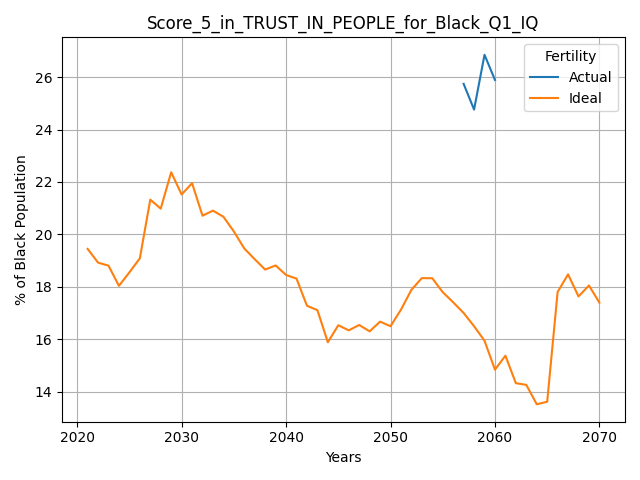 Score_5_in_TRUST_IN_PEOPLE_for_Black_Q1_IQ
Fertility
Actual
Ideal
% of Black Population
26
24
22
20
18
16
14
2020 2030 2040 2050 2060 2070
Years